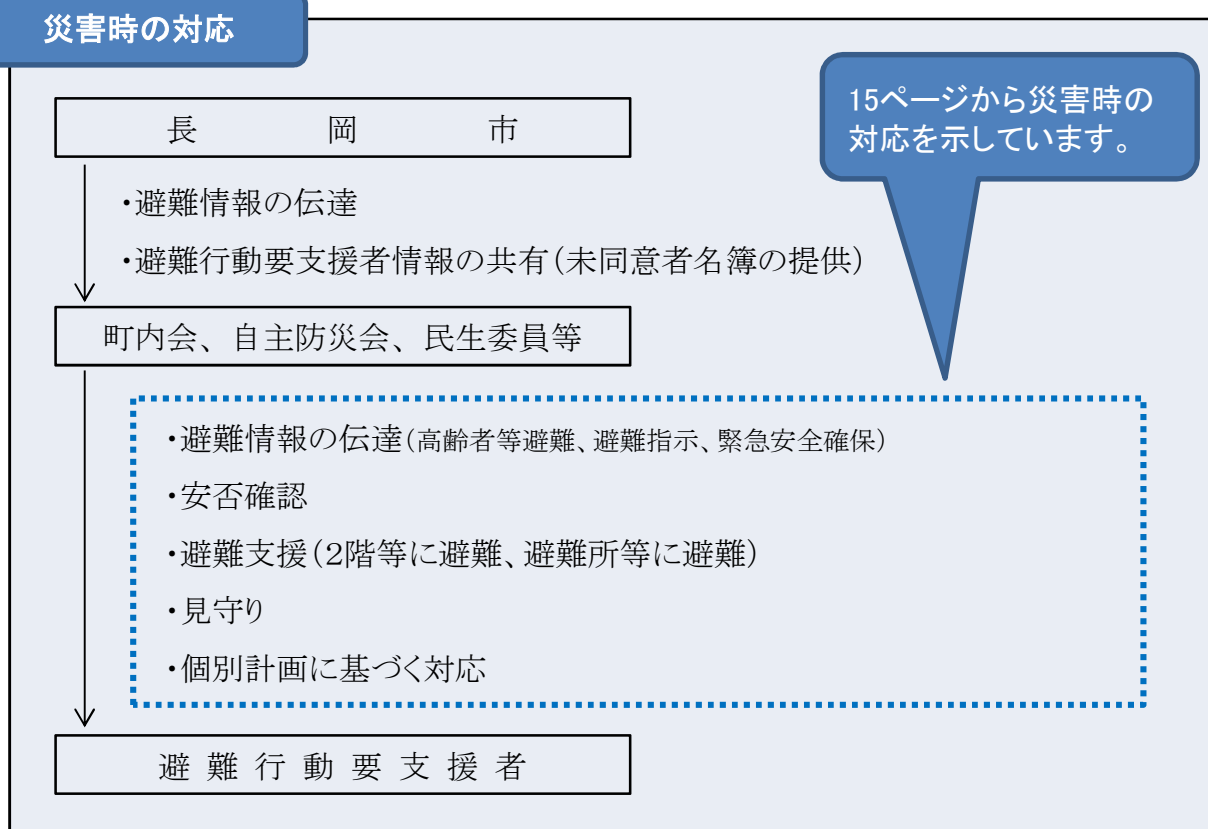 災害時の対応
15ページから災害時の
対応を示しています。
長岡市
・避難情報の伝達
・避難行動要支援者情報の共有(未同意者名簿の提供)
町内会、自主防災会、民生委員等
・避難情報の伝達(高齢者等避難、避難指示、緊急安全確保)
・安否確認
・避難支援(2階等に避難、避難所等に避難)
・見守り
・個別計画に基づく対応
避難行動要支援者